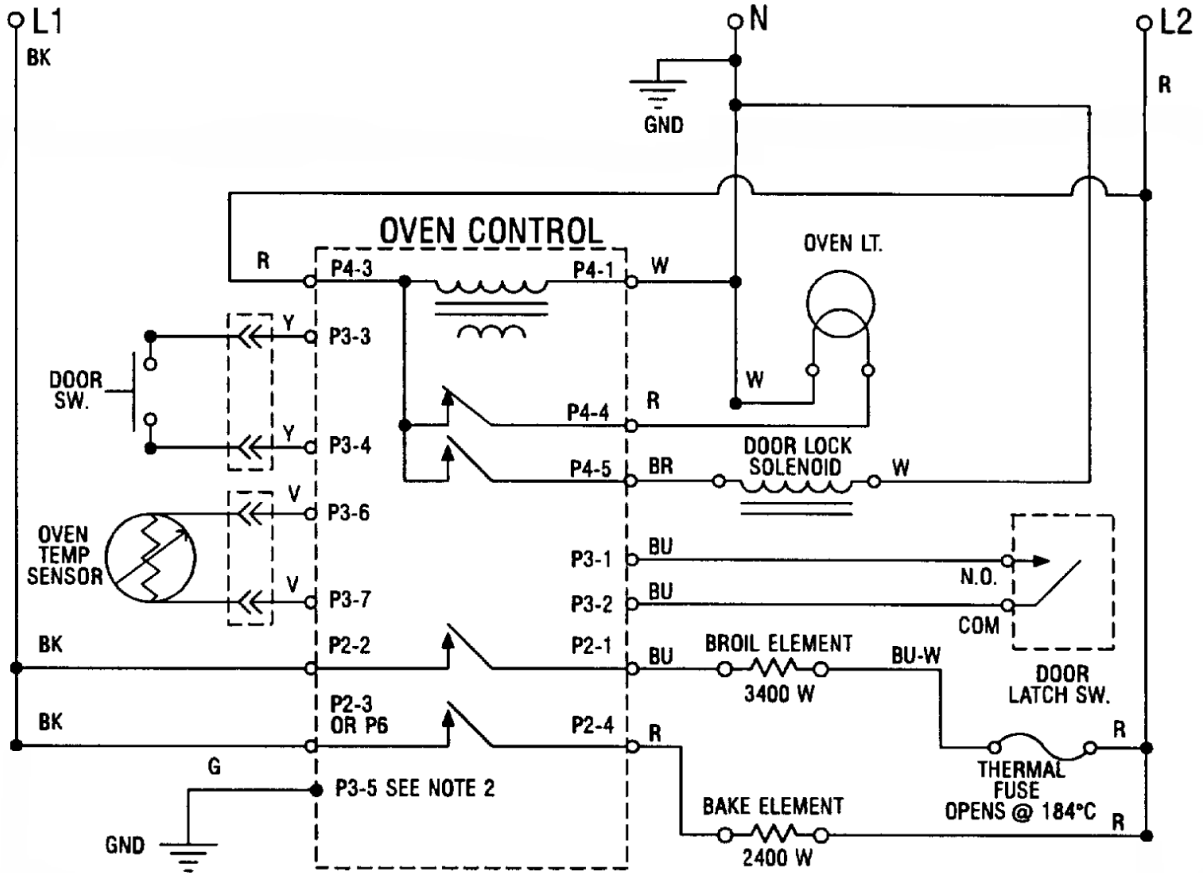 L1
N
L2
BK
R
GND
OVEN CONTROL
OVEN LT.
R
P4-3
P4-1
W
Y
P3-3
DOOR
SW.
W
R
P4-4
Y
P3-4
DOOR LOCK
SOLENOID
P4-5
BR
W
V
P3-6
OVEN
TEMP
SENSOR
P3-1
BU
N.O.
V
P3-7
P3-2
BU
COM
BK
P2-2
P2-1
BU
BROIL ELEMENT
3400 W
BU-W
DOOR
LATCH SW.
BK
P2-3
OR P6
P2-4
R
R
THERMAL
FUSE
OPENS @ 184°C
G
P3-5 SEE NOTE 2
GND
BAKE ELEMENT
2400 W
R